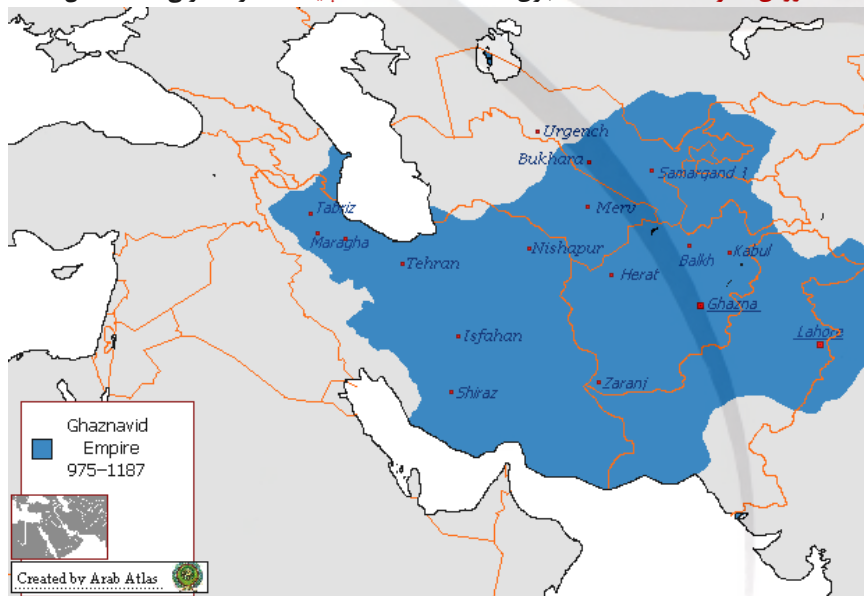 Urgench
Bukhara
Samarqand
Tabriz
Merv
Maragha
Nishapur
Balkh
Kabul
Tehran
Herat
Ghazna
Isfahan
Lahore
Zaranj
Shiraz
Ghaznavid
Empire
975-1187
Created by Arab Atlas